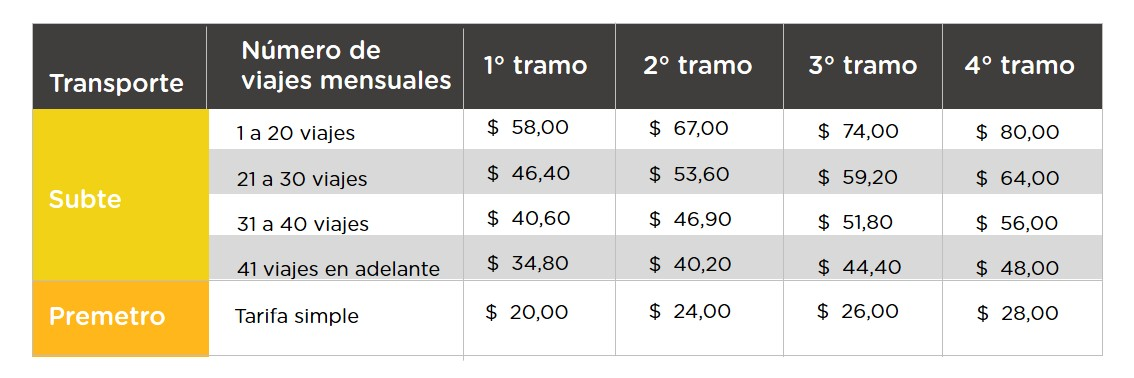 Transporte Número de viajes mensuales 1° tramo 2° tramo 3° tramo 4° tramo
Subte
1 a 20 viajes $ 58,00 $ 67,00 $ 74,00 $ 80,00
21 a 30 viajes $ 46,40 $ 53,60 $ 59,20 $ 64,00
31 a 40 viajes $ 40,60 $ 46,90 $ 51,80 $ 56,00
41 viajes en adelante $ 34,80 $ 40,20 $ 44,40 $ 48,00
Premetro Tarifa simple $ 20,00 $ 24,00 $ 26,00 $ 28,00